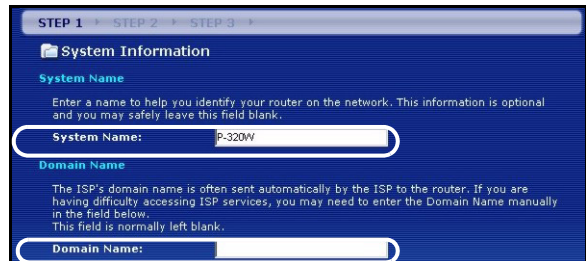 STEP 1 STEP 2 STEP 3
System Information
System Name
Enter a name to help you identify your router on the network. This information is optional
and you may safely leave this field blank.
System Name: P-320W
Domain Name
The ISP's domain name is often sent automatically by the ISP to the router. If you are
having difficulty accessing ISP services, you may need to enter the Domain Name manually
in the field below.
This field is normally left blank.
Domain Name: